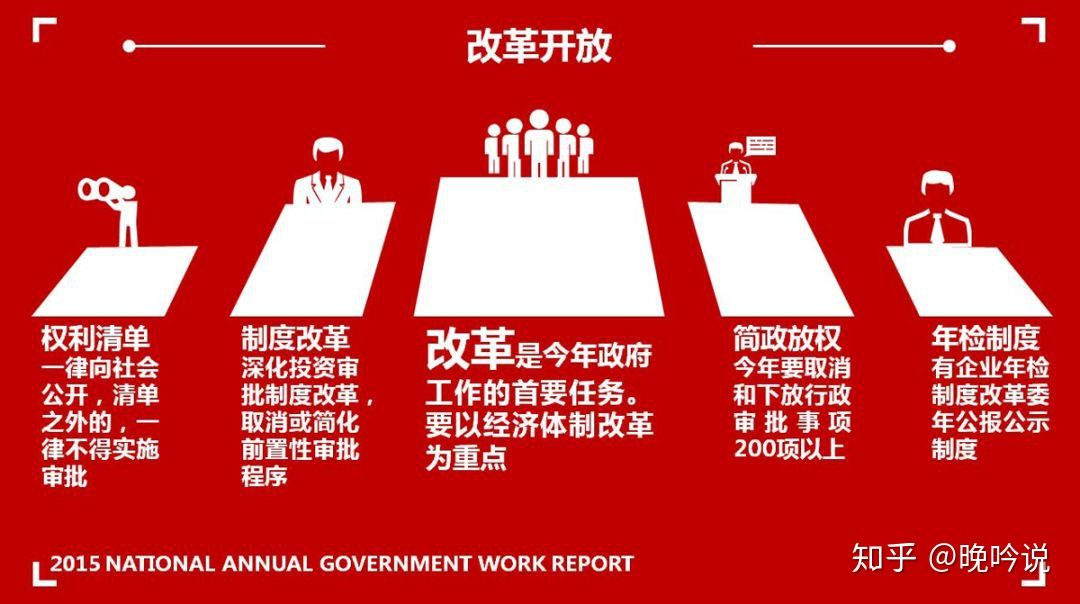 改革开放
权利清单
一律向社会
公开，清单
之外的，一
律不得实施
审批
制度改革
深化投资审
批制度改革，
取消或简化
前置性审批
程序
改革是今年政府
工作的首要任务。
要以经济体制改革
为重点
简政放权
今年要取消
和下放行政
审批事项
200项以上
年检制度
有企业年检
制度改革委
年公报公示
制度
2015 NATIONAL ANNUAL GOVERNMENT WORK REPORT
知乎 @晚吟说